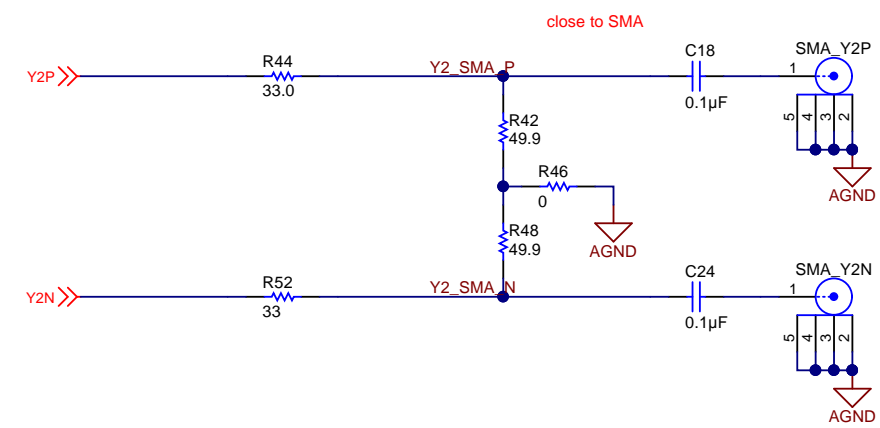 close to SMA
C18
SMA_Y2P
R44
Y2_SMA_P
1
Y2P
33.0
0.1µF
R42
49.9
5
4
3
2
R46
0
AGND
R48
49.9
AGND
R52
Y2_SMA_N
C24
SMA_Y2N
1
Y2N
33
0.1µF
5
4
3
2
AGND